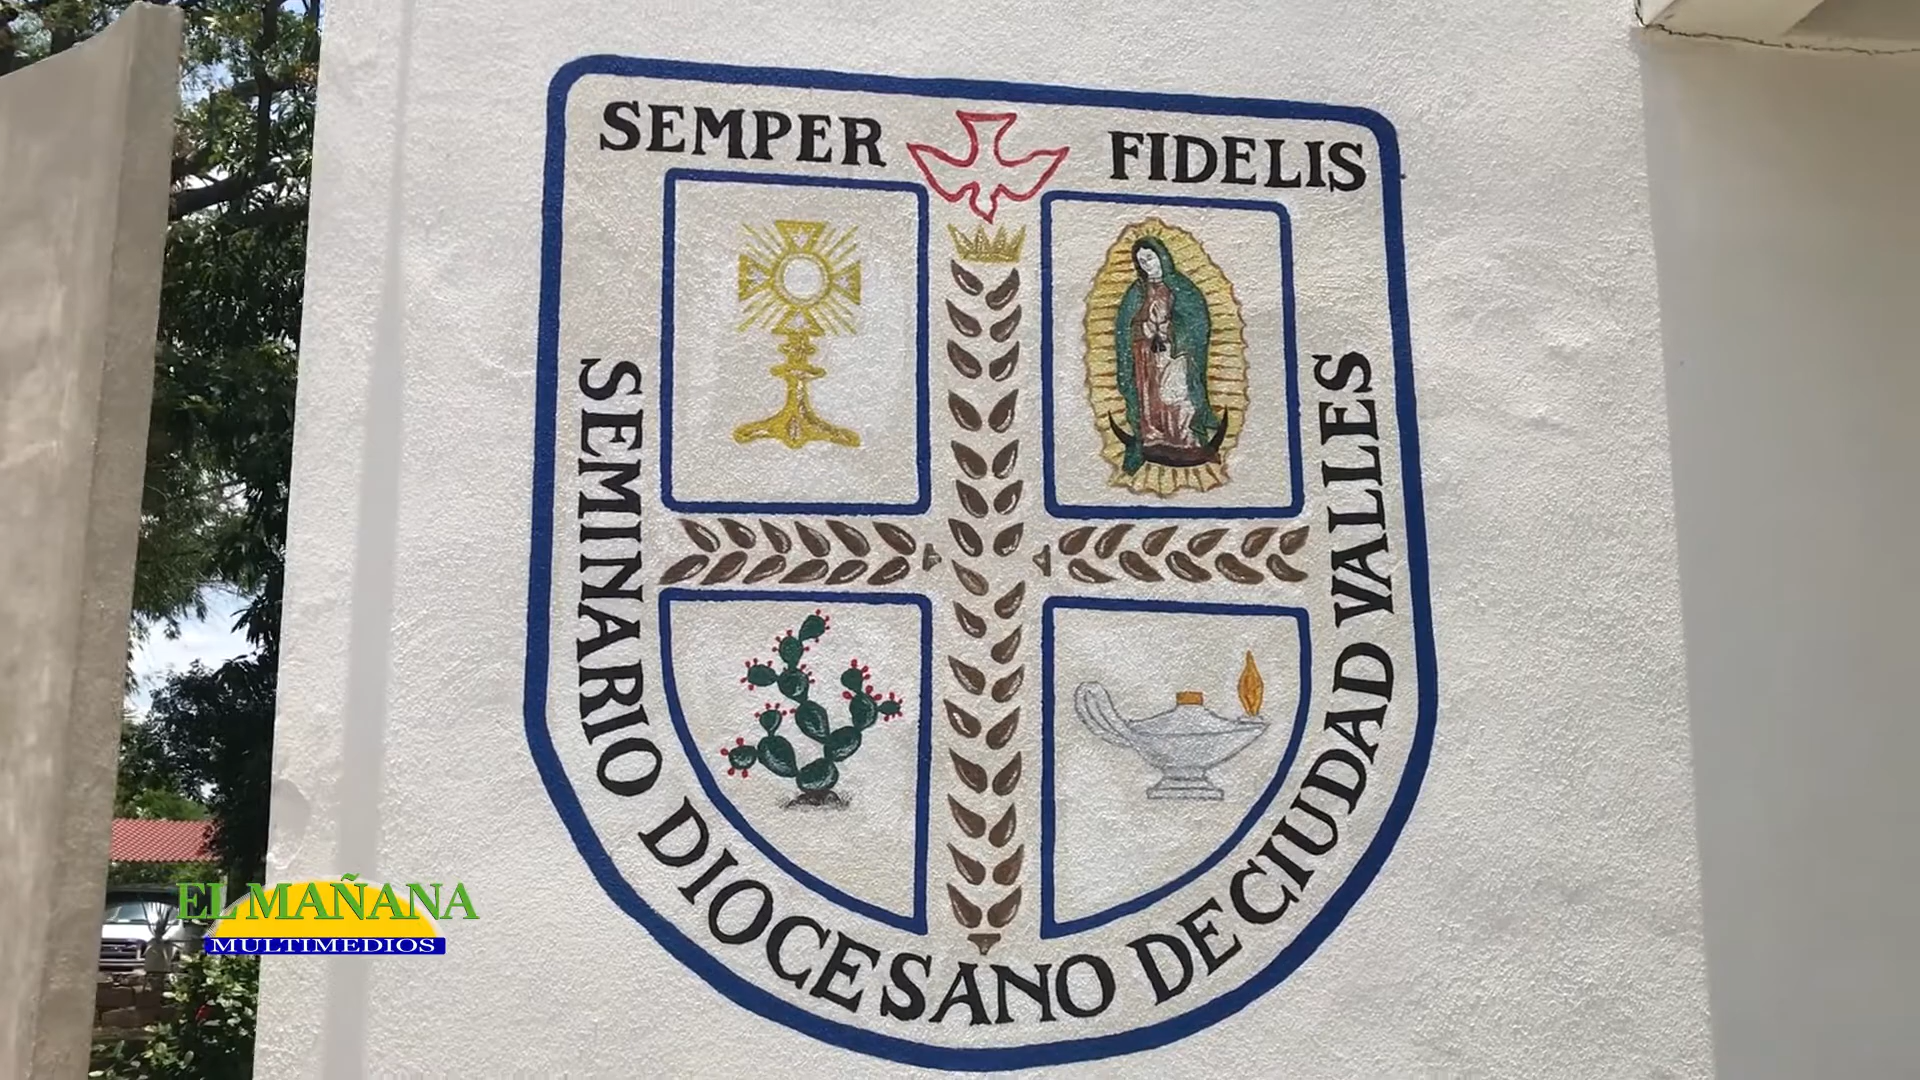 SEMPER FIDELIS
SEMINARIO DIOCESANO DE CIUDAD VALLES
EL MAÑANA
MULTIMEDIOS